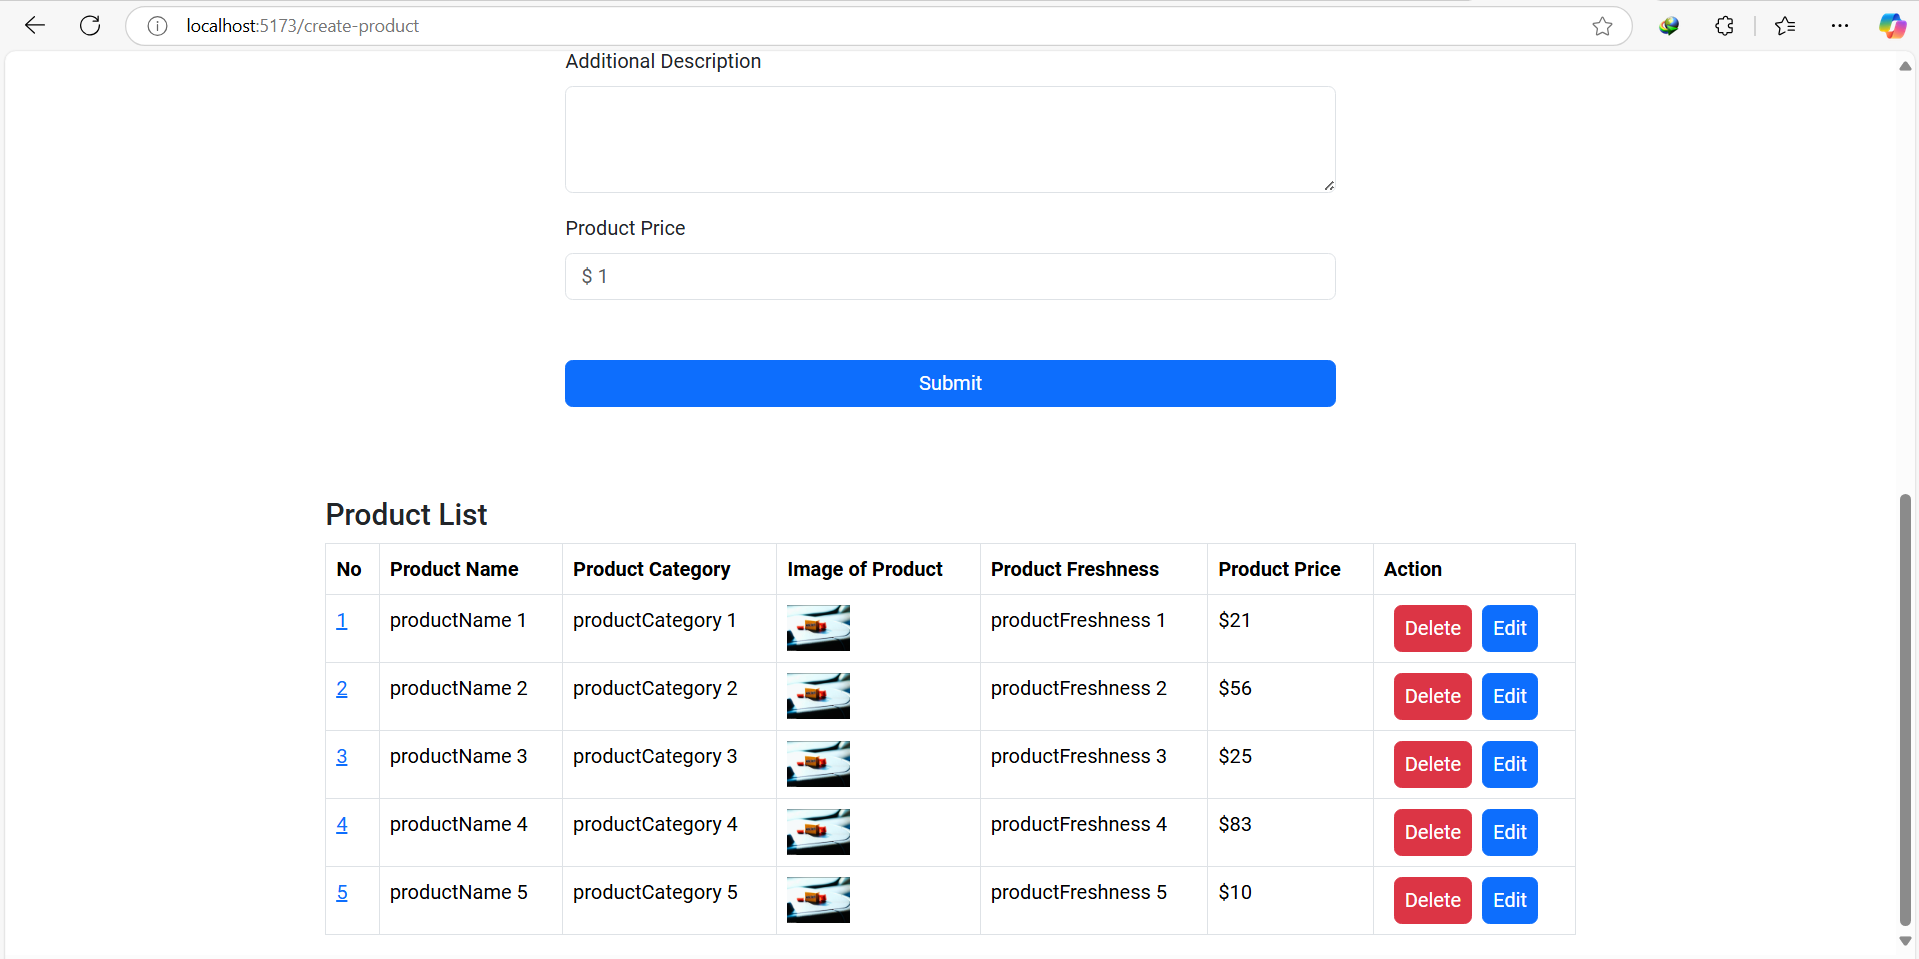 localhost:5173/create-product
Additional Description
Product Price
$ 1
Submit
Product List
No Product Name Product Category Image of Product Product Freshness Product Price Action
1 productName 1 productCategory 1 productFreshness 1 $21 Delete Edit
2 productName 2 productCategory 2 productFreshness 2 $56 Delete Edit
3 productName 3 productCategory 3 productFreshness 3 $25 Delete Edit
4 productName 4 productCategory 4 productFreshness 4 $83 Delete Edit
5 productName 5 productCategory 5 productFreshness 5 $10 Delete Edit